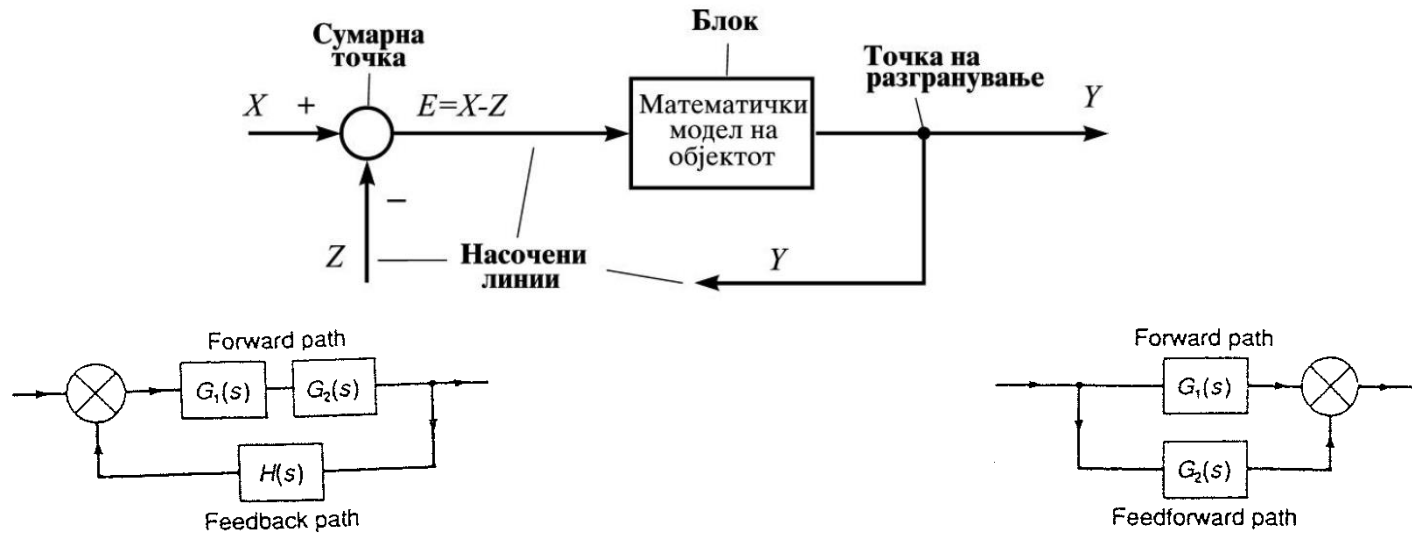 Сумарна
точка
Блок
Точка на
разгранување
X + E=X-Z
Математички
модел на
објектот
Y
−
Z
Насочени
линии
Y
Forward path
G₁(s)
G₂(s)
H(s)
Feedback path
Forward path
G₁(s)
G₂(s)
Feedforward path